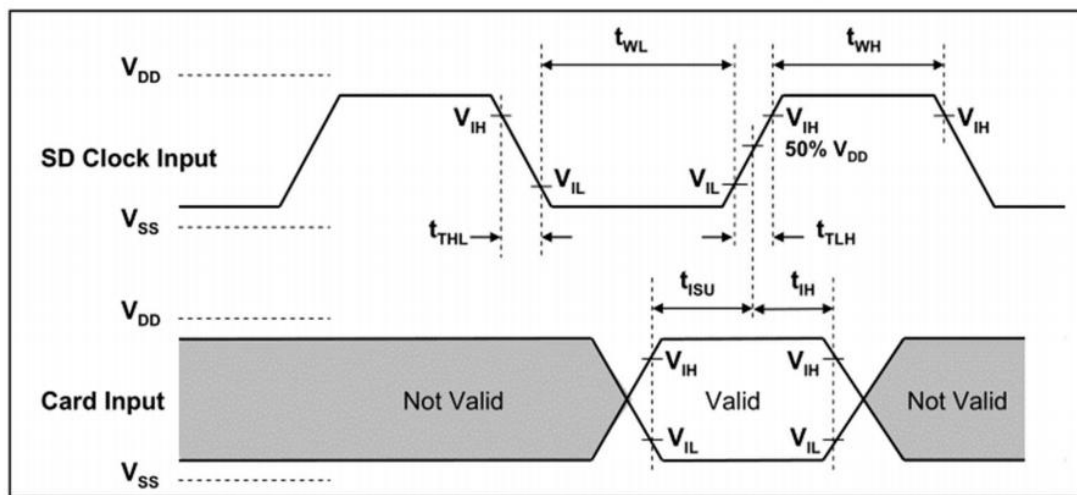 t_WL t_WH
V_DD
V_IH V_IH V_IH
50% V_DD
SD Clock Input
V_IL V_IL
V_SS
t_THL t_TLH
t_ISU t_IH
V_DD
V_IH V_IH
Card Input Not Valid Valid Not Valid
V_IL V_IL
V_SS